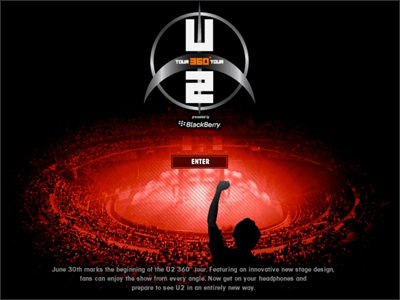 U2
TOUR 360° TOUR
presented by
BlackBerry
ENTER
June 30th marks the beginning of the U2 360° tour. Featuring an innovative new stage design,
fans can enjoy the show from every angle. Now get on your headphones and
prepare to see U2 in an entirely new way.